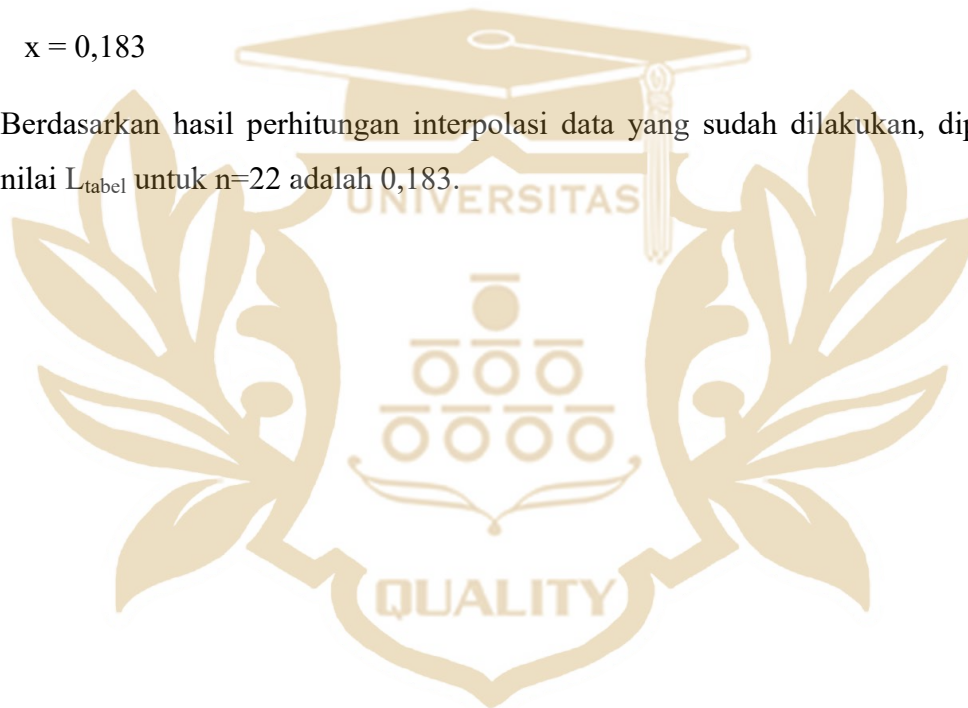 x = 0,183
Berdasarkan hasil perhitungan interpolasi data yang sudah dilakukan,
nilai Ltabel untuk n=22 adalah 0,183.
UNIVERSITAS
QUALITY